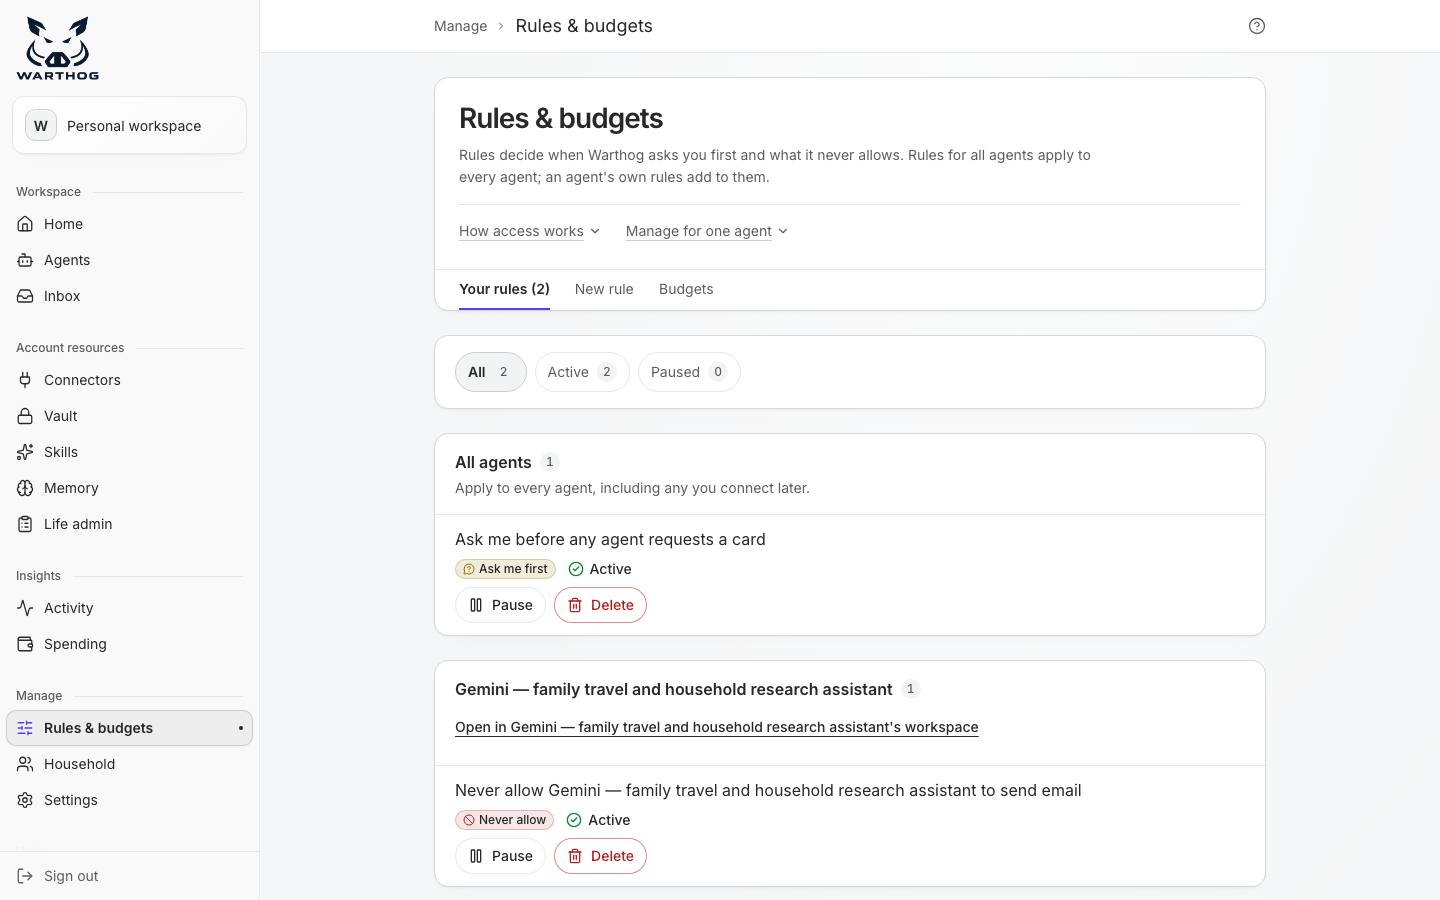 WARTHOG
W
Personal workspace
Workspace
Home
Agents
Inbox
Account resources
Connectors
Vault
Skills
Memory
Life admin
Insights
Activity
Spending
Manage
Rules & budgets
Household
Settings
Sign out
Manage
Rules & budgets
Rules & budgets
Rules decide when Warthog asks you first and what it never allows. Rules for all agents apply to
every agent; an agent's own rules add to them.
How access works
Manage for one agent
Your rules (2)
New rule
Budgets
All 2
Active 2
Paused 0
All agents 1
Apply to every agent, including any you connect later.
Ask me before any agent requests a card
Ask me first
Active
Pause
Delete
Gemini — family travel and household research assistant 1
Open in Gemini — family travel and household research assistant's workspace
Never allow Gemini — family travel and household research assistant to send email
Never allow
Active
Pause
Delete